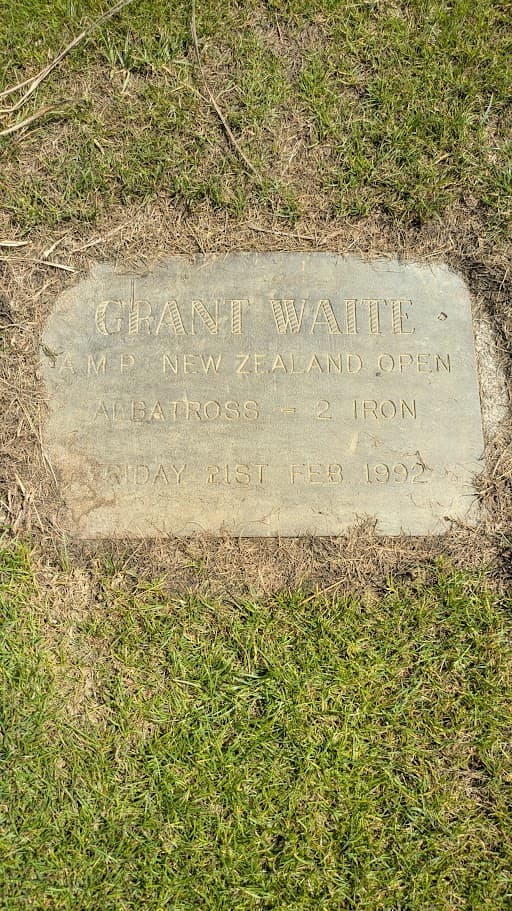 GRANT WAITE
A.M.P. NEW ZEALAND OPEN
ALBATROSS - 2 IRON
FRIDAY 21ST FEB 1992